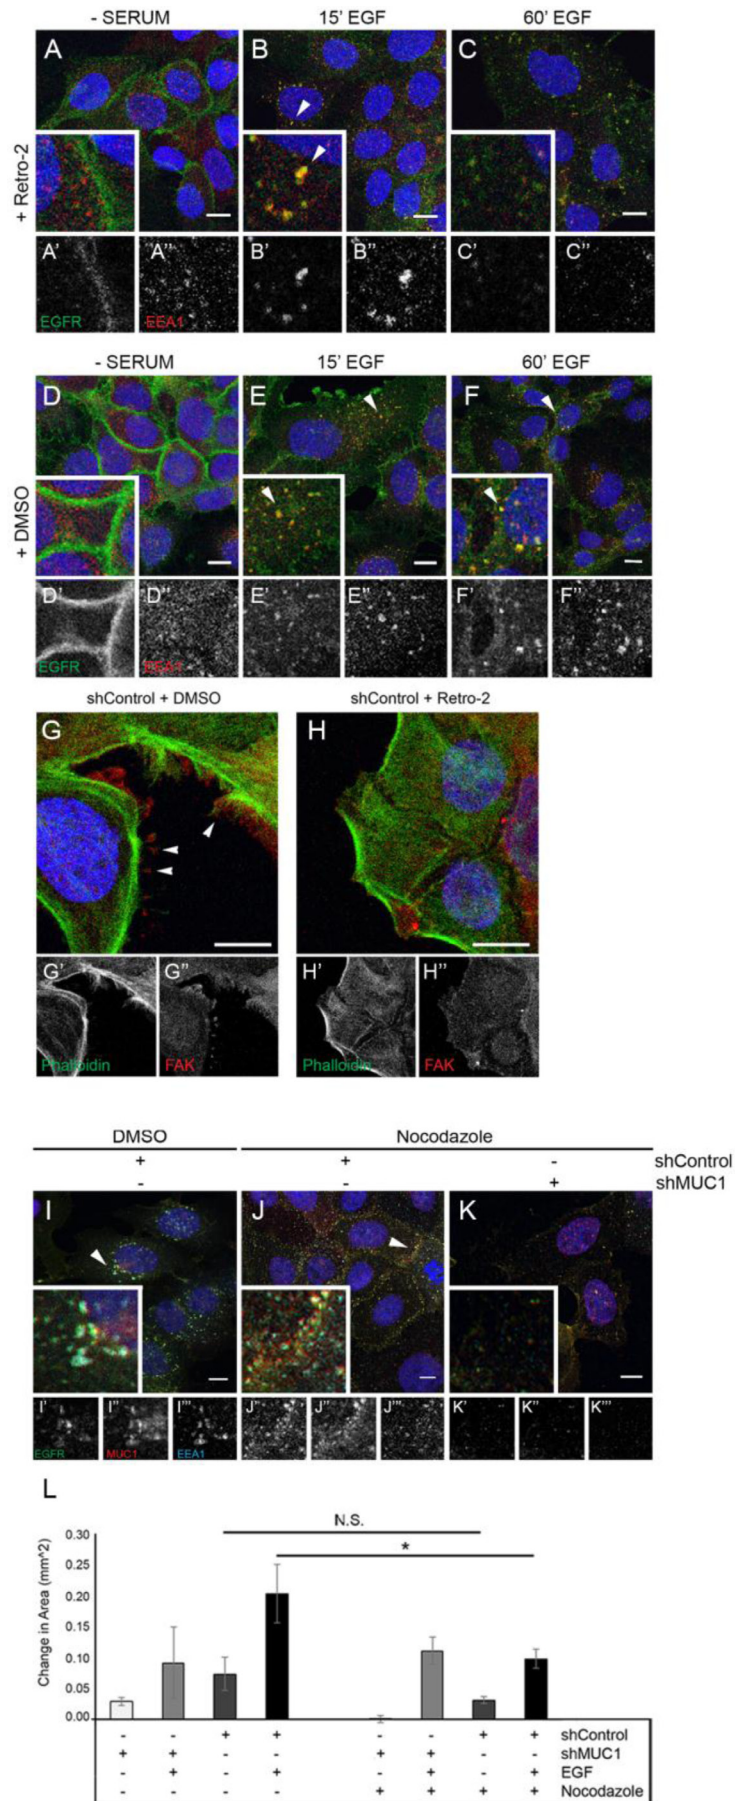 - SERUM 15' EGF 60' EGF
+ Retro-2
A B C
A' A'' B' B'' C' C''
EGFR EEA1
- SERUM 15' EGF 60' EGF
+ DMSO
D E F
D' D'' E' E'' F' F''
EGFR EEA1
shControl + DMSO shControl + Retro-2
G H
G' G'' H' H''
Phalloidin FAK Phalloidin FAK
DMSO Nocodazole
+ + - shControl
- - + shMUC1
I J K
I' I'' I''' J' J'' J''' K' K'' K'''
EGFR MUC1 EEA1
L
N.S.
*
Change in Area (mm^2)
0.30
0.25
0.20
0.15
0.10
0.05
0.00
- - + + - - + + shControl
+ + - - + + - - shMUC1
- + - + - + - + EGF
- - - - + + + + Nocodazole